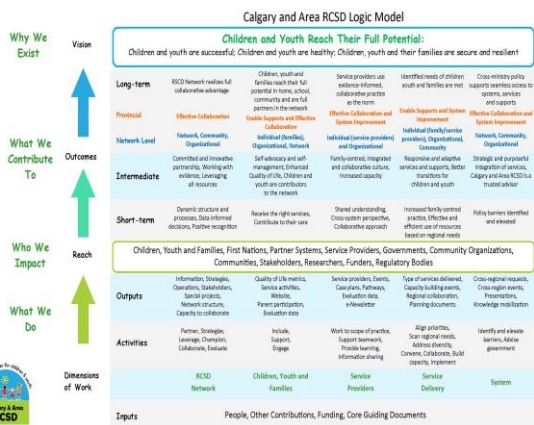 Calgary and Area RCSD Logic Model
Why We
Exist
Vision
Children and Youth Reach Their Full Potential:
Children and youth are successful; Children and youth are healthy; Children, youth and their families are secure and resilient
Long-term
RSCD Network realizes full
collaborative advantage
Children, youth and
families reach their full
potential in home, school,
community and are full
partners in the network
Service providers use
evidence-informed,
collaborative practice
as the norm
Identified needs of children
youth and families are met
Cross-ministry policy
supports seamless access to
systems, services
and supports
Provincial
Effective Collaboration
Enable Supports and Effective
Collaboration
Effective Collaboration and
System Improvement
Enable Supports and System
Improvement
Effective Collaboration and
System Improvement
Network Level
Network, Community,
Organizational
Individual (families),
Organizational, Network
Individual (service providers)
and Organizational
Individual (family/service
providers), Organizational,
Community
Network, Community,
Organizational
What We
Contribute
To
Outcomes
Intermediate
Committed and Innovative
partnership, Working with
evidence, Leveraging
all resources
Self-advocacy and self-
management, Enhanced
Quality of Life, Children and
youth are contributors
to the network
Family-centred, Integrated
and collaborative culture,
Increased capacity
Responsive and adaptive
services and supports, Better
transitions for
children and youth
Strategic and purposeful
integration of services,
Calgary and Area RCSD is a
trusted advisor
Short-term
Dynamic structure and
processes, Data informed
decisions, Positive recognition
Receive the right services,
Contribute to their care
Shared understanding,
Cross-system perspective,
Collaborative approach
Increased family-centred
practice, Effective and
efficient use of resources
based on regional needs
Policy barriers identified
and elevated
Who We
Impact
Reach
Children, Youth and Families, First Nations, Partner Systems, Service Providers, Governments, Community Organizations,
Communities, Stakeholders, Researchers, Funders, Regulatory Bodies
What We
Do
Outputs
Information, Strategies,
Operations, Stakeholders,
Special projects,
Network structure,
Capacity to collaborate
Quality of Life metrics,
Service activities,
Website,
Parent participation,
Evaluation data
Service providers, Events,
Case plans, Pathways,
Evaluation data,
e-Newsletter
Type of services delivered,
Capacity building events,
Regional collaboration,
Planning documents
Cross-regional requests,
Cross-region events,
Presentations,
Knowledge mobilization
Activities
Partner, Strategize,
Leverage, Champion,
Collaborate, Evaluate
Include,
Support,
Engage
Work to scope of practice,
Support teamwork,
Provide learning,
Information sharing
Align priorities,
Scan regional needs,
Address diversity,
Convene, Collaborate, Build
capacity, Implement
Identify and elevate
barriers, Advise
government
Dimensions
of Work
RCSD
Network
Children, Youth and
Families
Service
Providers
Service
Delivery
System
Inputs
People, Other Contributions, Funding, Core Guiding Documents
ary & Area
CSD